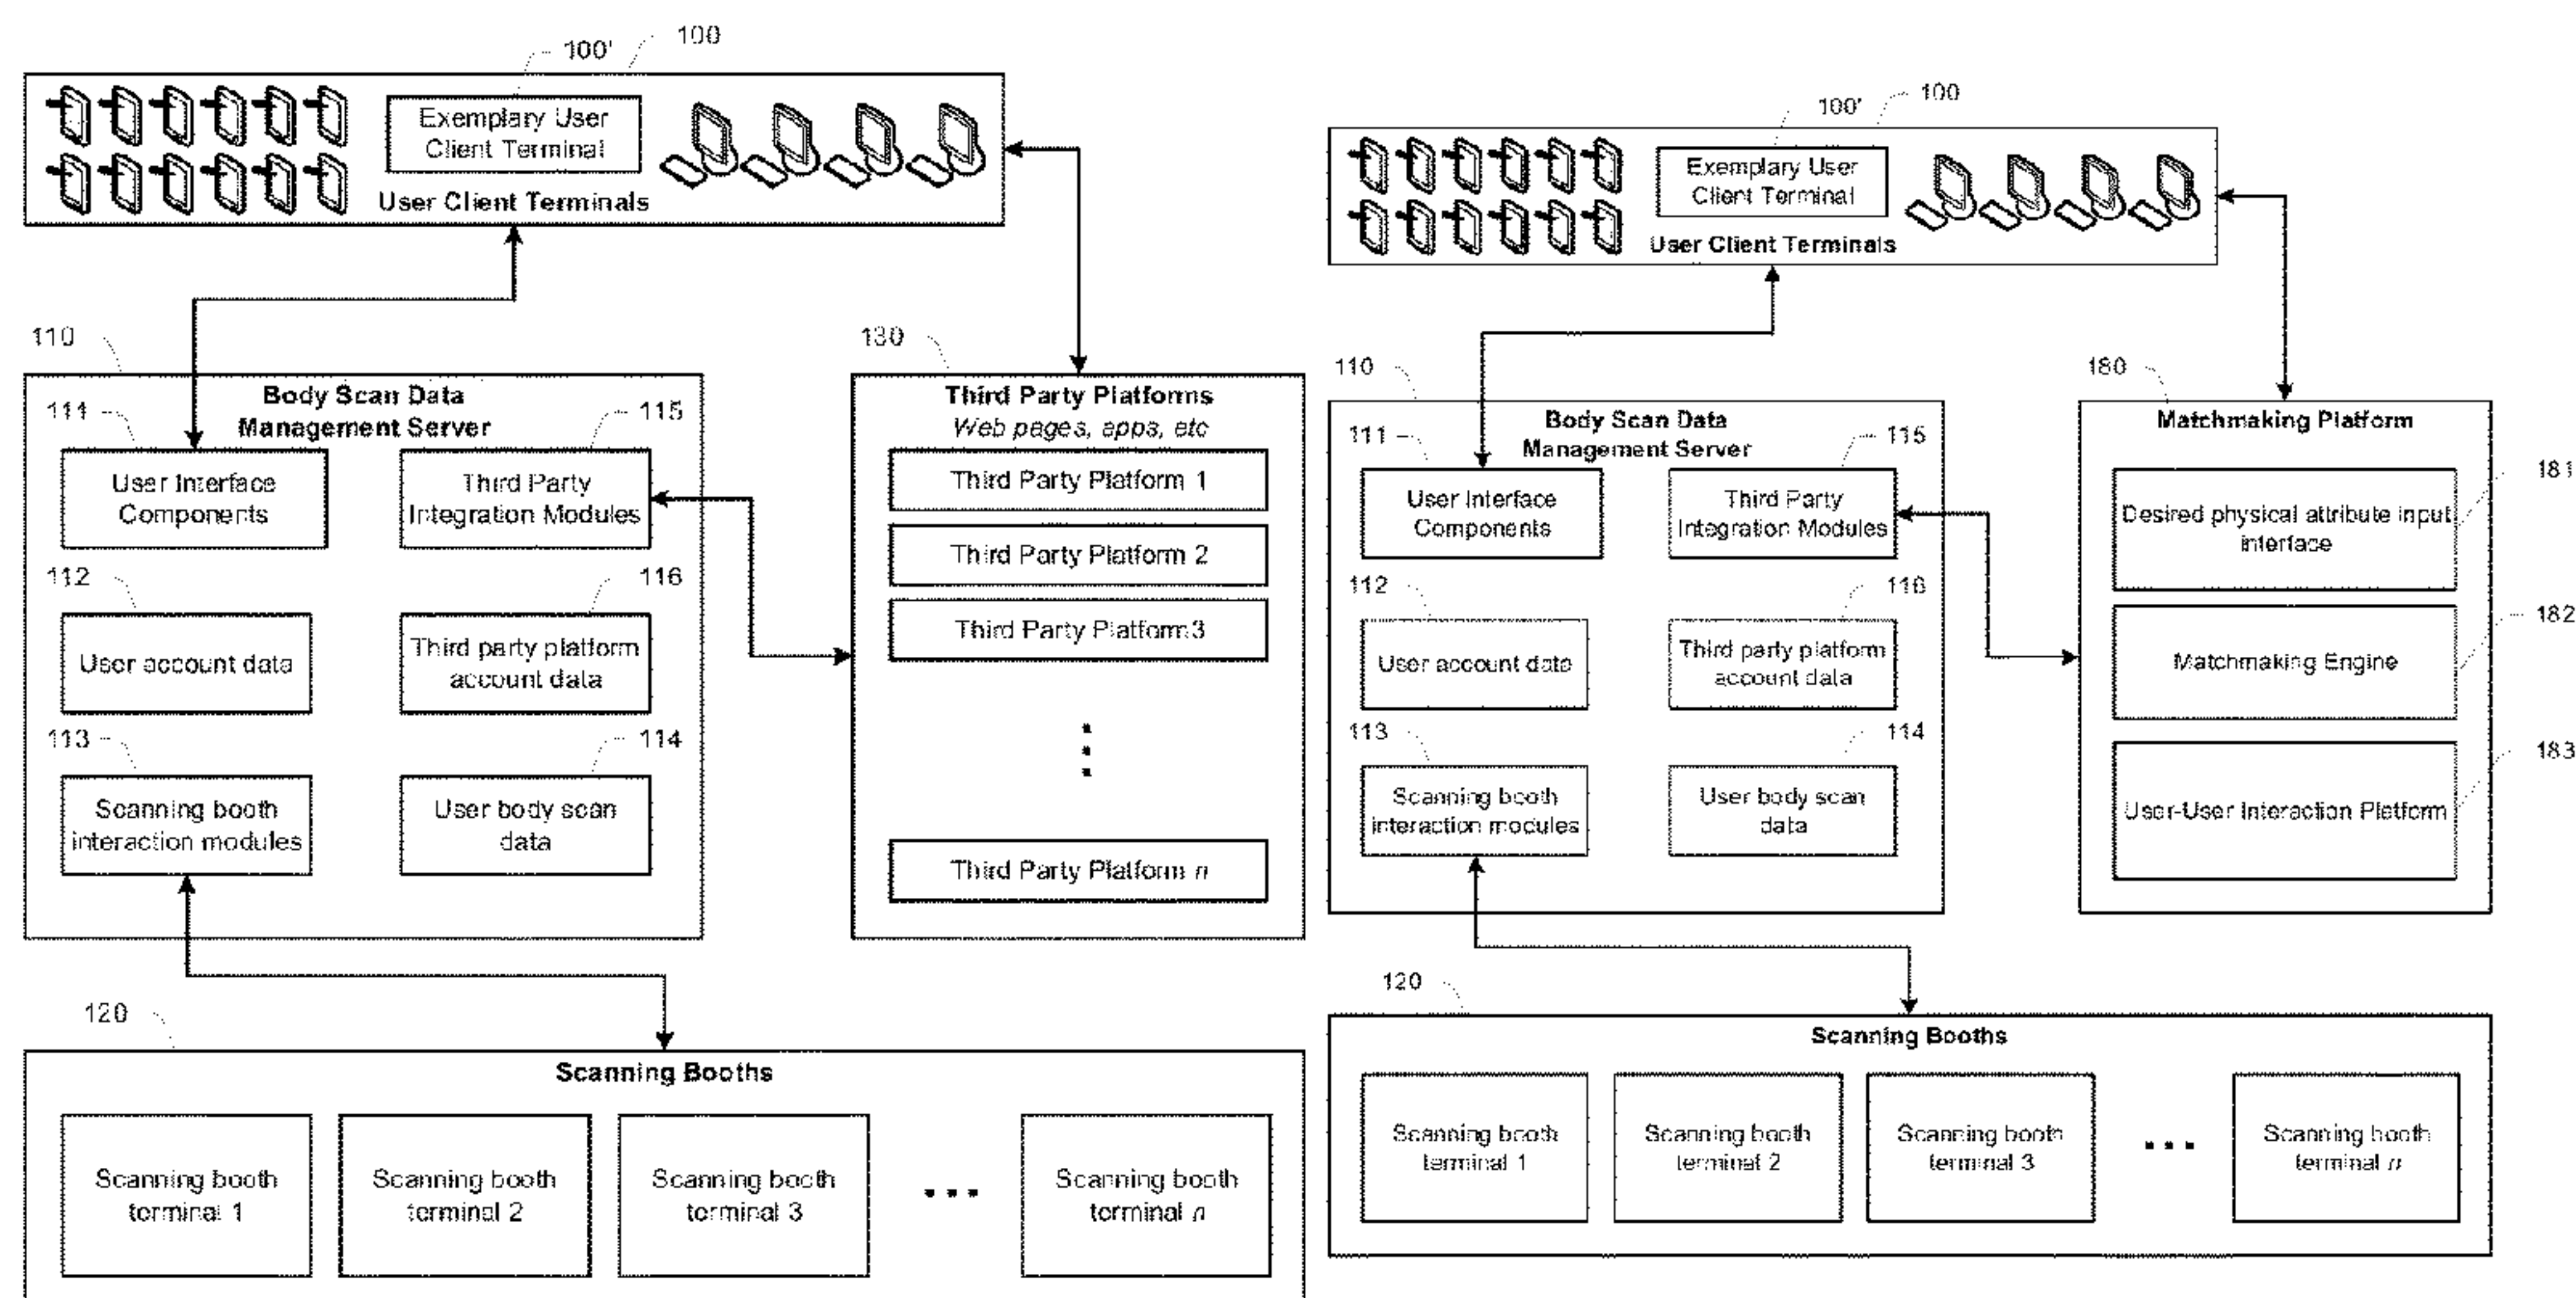 100'
100
Exemplary User
Client Terminal
User Client Terminals
110
Body Scan Data
Management Server
111
115
User Interface
Components
Third Party
Integration Modules
112
116
User account data
Third party platform
account data
113
114
Scanning booth
interaction modules
User body scan
data
130
Third Party Platforms
Web pages, apps, etc
Third Party Platform 1
Third Party Platform 2
Third Party Platform3
Third Party Platform n
120
Scanning Booths
Scanning booth
terminal 1
Scanning booth
terminal 2
Scanning booth
terminal 3
Scanning booth
terminal n
100'
100
Exemplary User
Client Terminal
User Client Terminals
110
Body Scan Data
Management Server
111
115
User Interface
Components
Third Party
Integration Modules
112
116
User account data
Third party platform
account data
113
114
Scanning booth
interaction modules
User body scan
data
180
Matchmaking Platform
181
Desired physical attribute input
interface
182
Matchmaking Engine
183
User-User Interaction Platform
120
Scanning Booths
Scanning booth
terminal 1
Scanning booth
terminal 2
Scanning booth
terminal 3
Scanning booth
terminal n